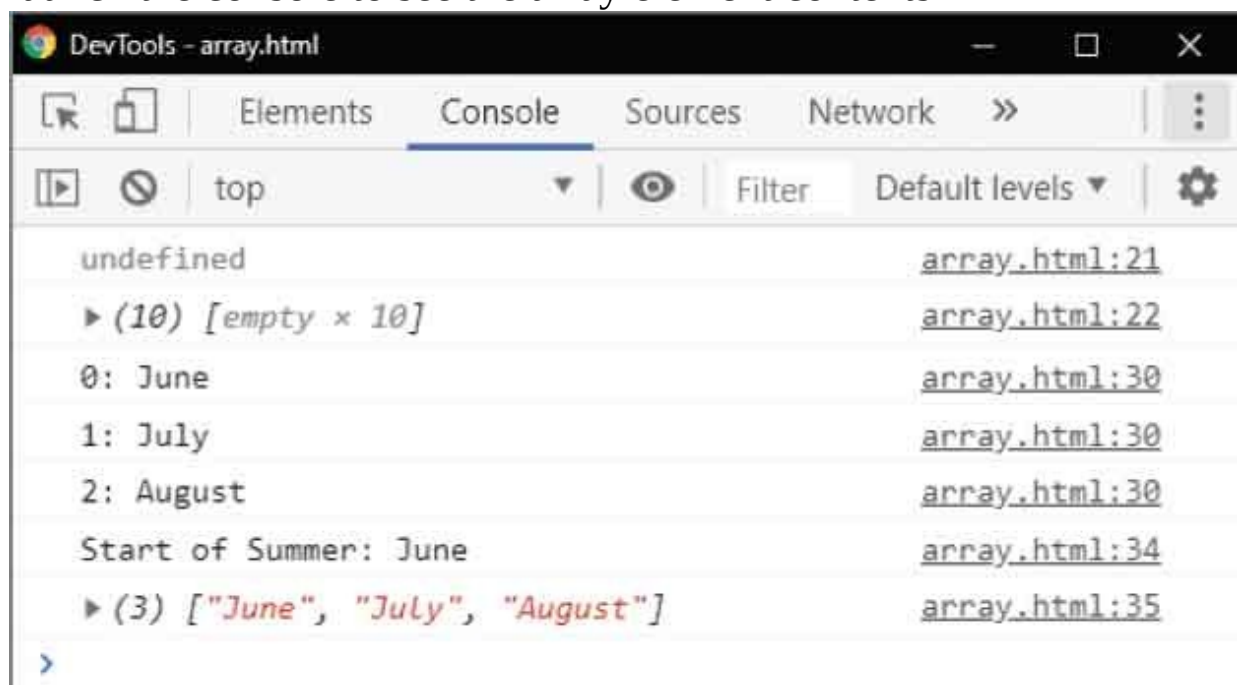 DevTools - array.html
Elements Console Sources Network »
top Filter Default levels
undefined array.html:21
(10) [empty × 10] array.html:22
0: June array.html:30
1: July array.html:30
2: August array.html:30
Start of Summer: June array.html:34
(3) ["June", "July", "August"] array.html:35
>